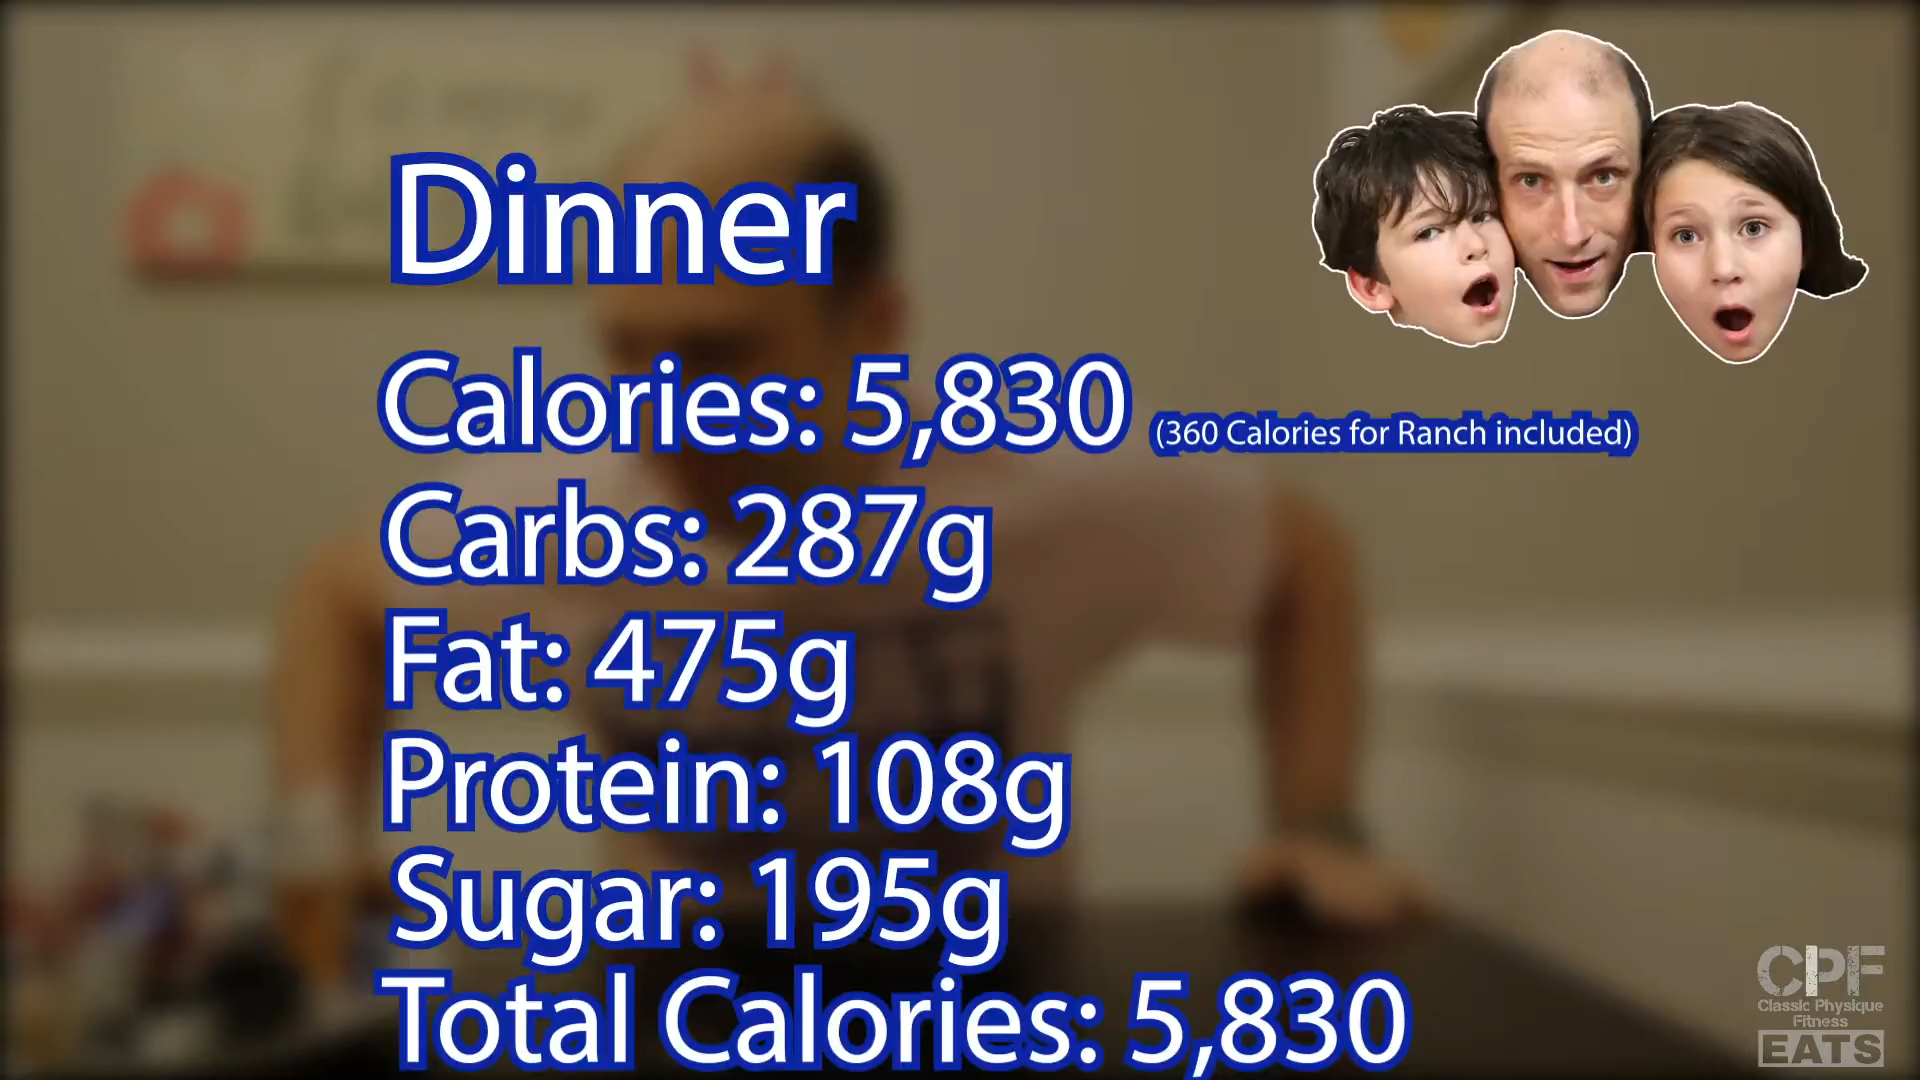 Dinner
Calories: 5,830 (360 Calories for Ranch included)
Carbs: 287g
Fat: 475g
Protein: 108g
Sugar: 195g
Total Calories: 5,830
CPF
Classic Physique
Fitness
EATS